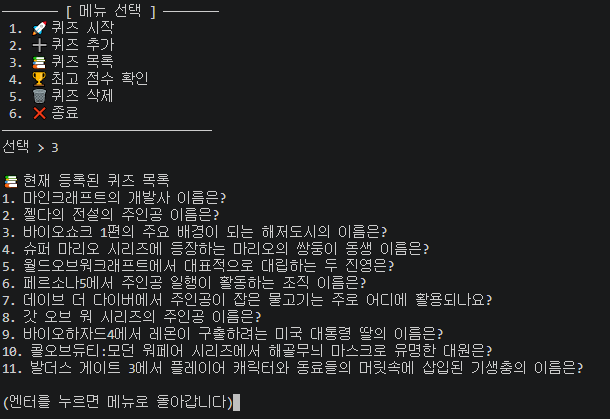 [ 메뉴 선택 ]
1. 🚀 퀴즈 시작
2. ➕ 퀴즈 추가
3. 📚 퀴즈 목록
4. 🏆 최고 점수 확인
5. 🗑️ 퀴즈 삭제
6. ❌ 종료
선택 > 3
📚 현재 등록된 퀴즈 목록
1. 마인크래프트의 개발사 이름은?
2. 젤다의 전설의 주인공 이름은?
3. 바이오쇼크 1편의 주요 배경이 되는 해저도시의 이름은?
4. 슈퍼 마리오 시리즈에 등장하는 마리오의 쌍둥이 동생 이름은?
5. 월드오브워크래프트에서 대표적으로 대립하는 두 진영은?
6. 페르소나5에서 주인공 일행이 활동하는 조직 이름은?
7. 데이브 더 다이버에서 주인공이 잡은 물고기는 주로 어디에 활용되나요?
8. 갓 오브 워 시리즈의 주인공 이름은?
9. 바이오하자드4에서 레온이 구출하려는 미국 대통령 딸의 이름은?
10. 콜오브듀티:모던 워페어 시리즈에서 해골무늬 마스크로 유명한 대원은?
11. 발더스 게이트 3에서 플레이어 캐릭터와 동료들의 머릿속에 삽입된 기생충의 이름은?
(엔터를 누르면 메뉴로 돌아갑니다)